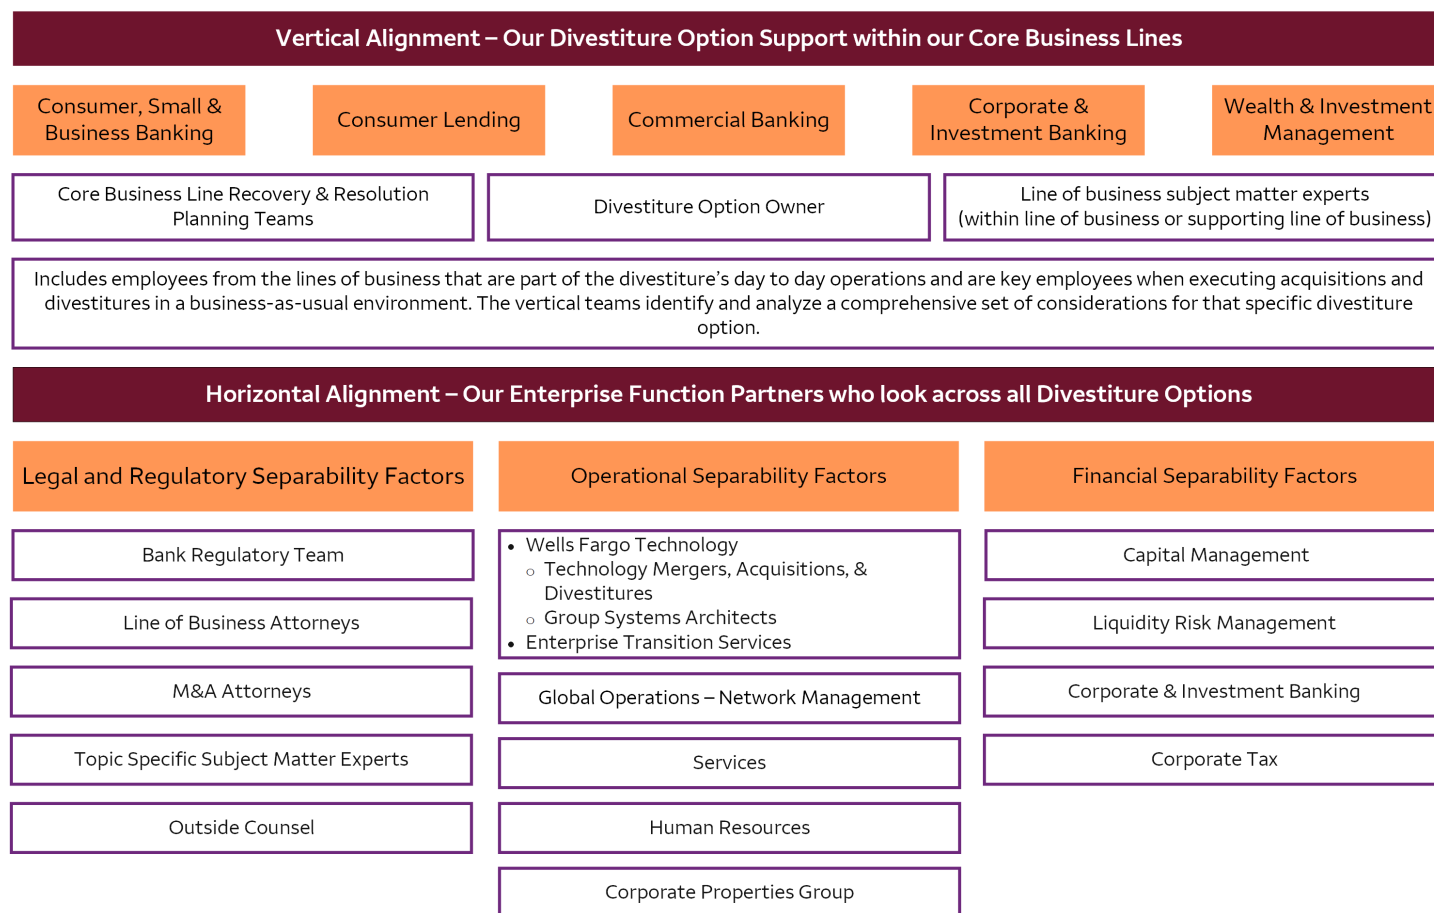 Vertical Alignment – Our Divestiture Option Support within our Core Business Lines
Consumer, Small &
Business Banking
Consumer Lending
Commercial Banking
Corporate &
Investment Banking
Wealth & Investment
Management
Core Business Line Recovery & Resolution
Planning Teams
Divestiture Option Owner
Line of business subject matter experts
(within line of business or supporting line of business)
Includes employees from the lines of business that are part of the divestiture’s day to day operations and are key employees when executing acquisitions and
divestitures in a business-as-usual environment. The vertical teams identify and analyze a comprehensive set of considerations for that specific divestiture
option.
Horizontal Alignment – Our Enterprise Function Partners who look across all Divestiture Options
Legal and Regulatory Separability Factors
Bank Regulatory Team
Line of Business Attorneys
M&A Attorneys
Topic Specific Subject Matter Experts
Outside Counsel
Operational Separability Factors
• Wells Fargo Technology
○ Technology Mergers, Acquisitions, &
Divestitures
○ Group Systems Architects
• Enterprise Transition Services
Global Operations – Network Management
Services
Human Resources
Corporate Properties Group
Financial Separability Factors
Capital Management
Liquidity Risk Management
Corporate & Investment Banking
Corporate Tax